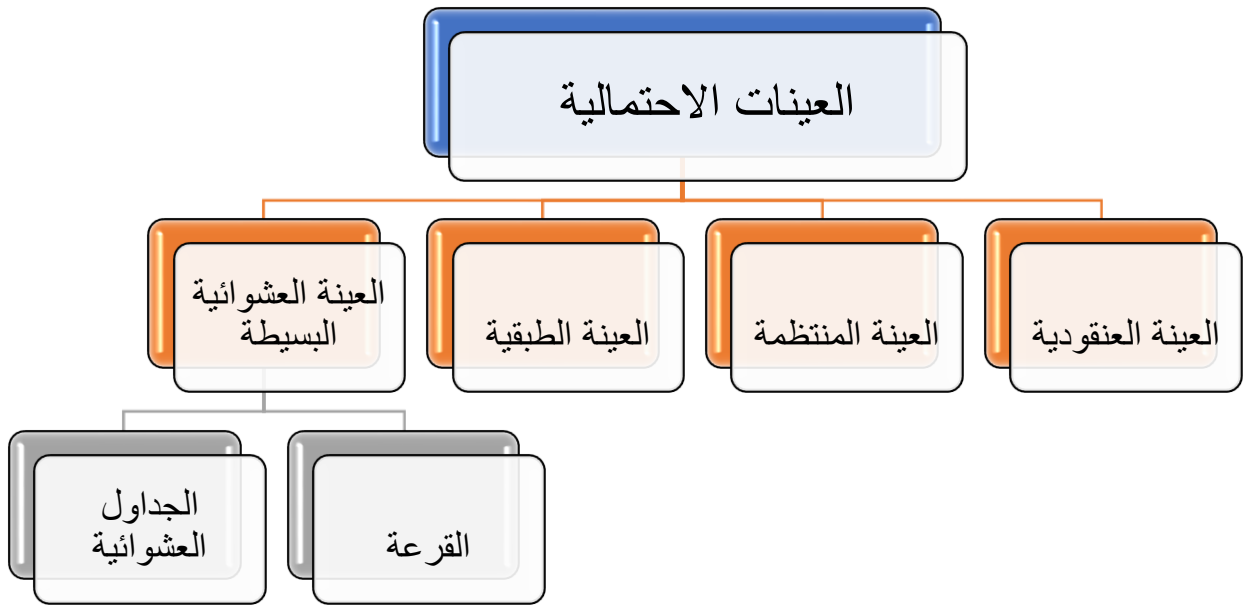 العينات الاحتمالية
العينة العنقودية
العينة المنتظمة
العينة الطبقية
العينة العشوائية
البسيطة
القرعة
الجداول
العشوائية